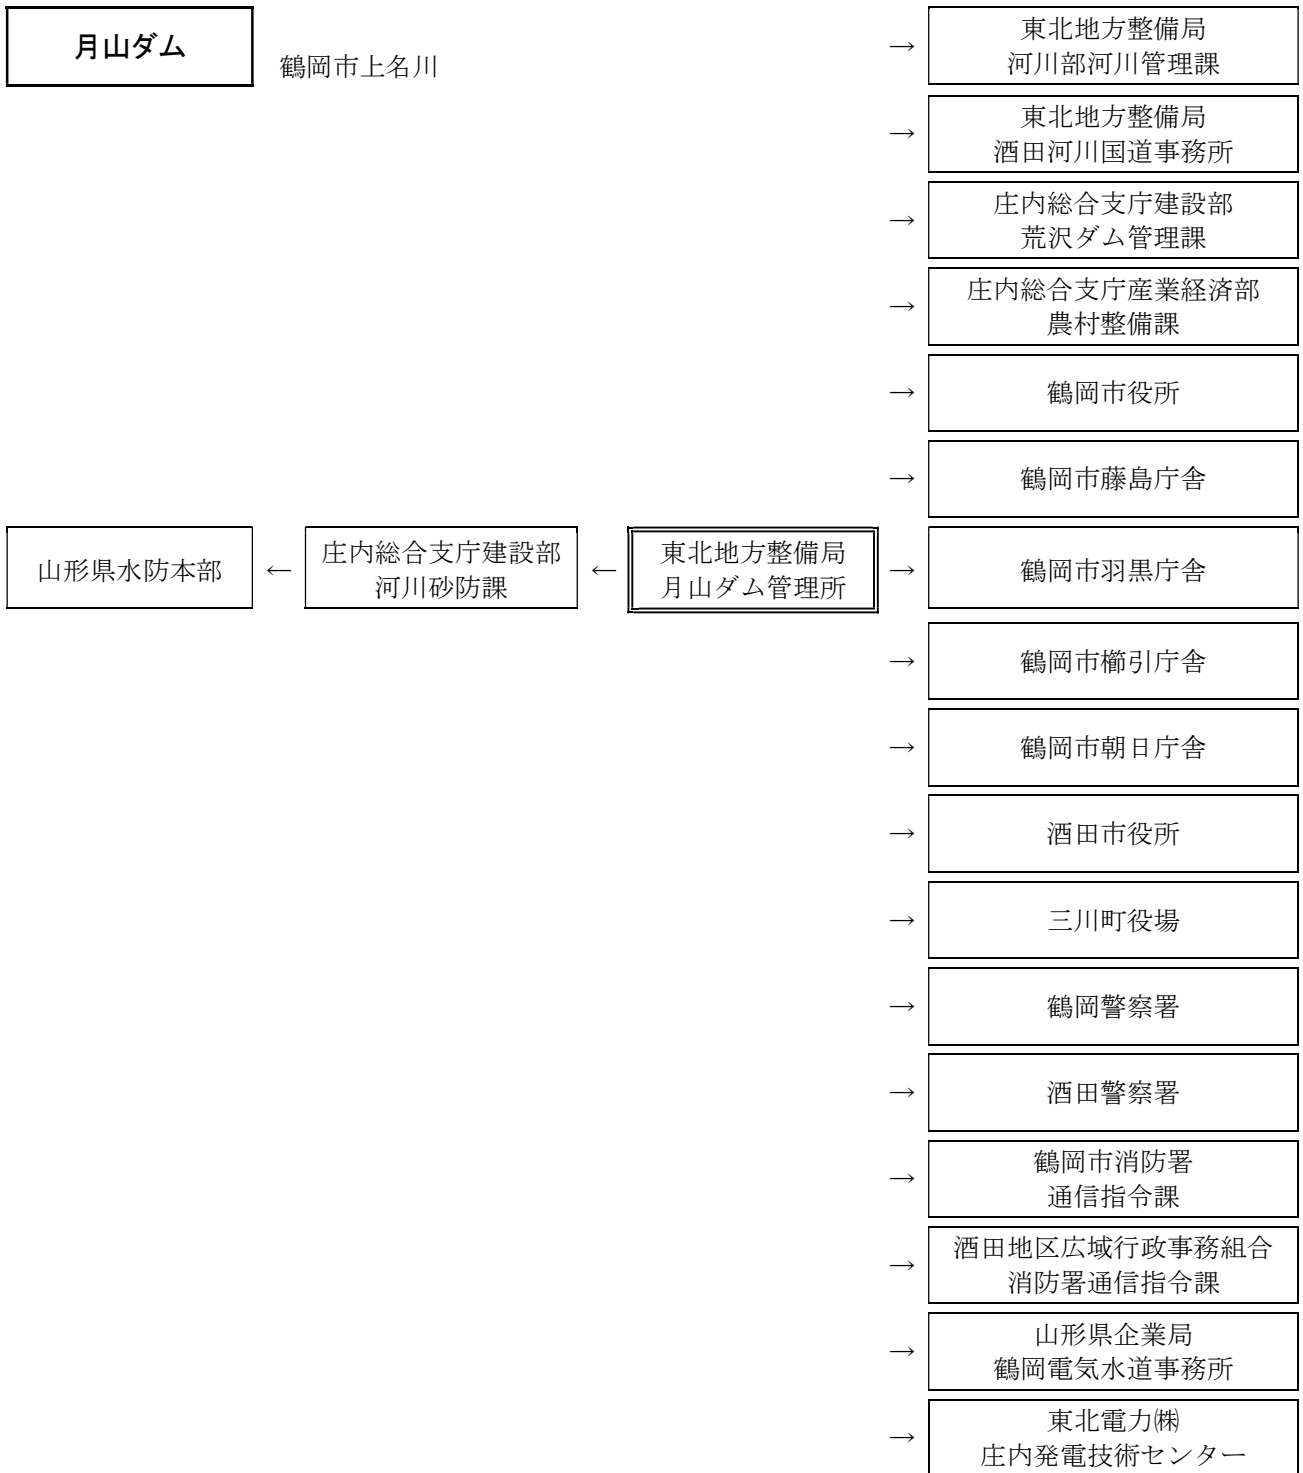 月山ダム
鶴岡市上名川
→
東北地方整備局
河川部河川管理課
→
東北地方整備局
酒田河川国道事務所
→
庄内総合支庁建設部
荒沢ダム管理課
→
庄内総合支庁産業経済部
農村整備課
→
鶴岡市役所
→
鶴岡市藤島庁舎
山形県水防本部
←
庄内総合支庁建設部
河川砂防課
←
東北地方整備局
月山ダム管理所
→
鶴岡市羽黒庁舎
→
鶴岡市櫛引庁舎
→
鶴岡市朝日庁舎
→
酒田市役所
→
三川町役場
→
鶴岡警察署
→
酒田警察署
→
鶴岡市消防署
通信指令課
→
酒田地区広域行政事務組合
消防署通信指令課
→
山形県企業局
鶴岡電気水道事務所
→
東北電力㈱
庄内発電技術センター